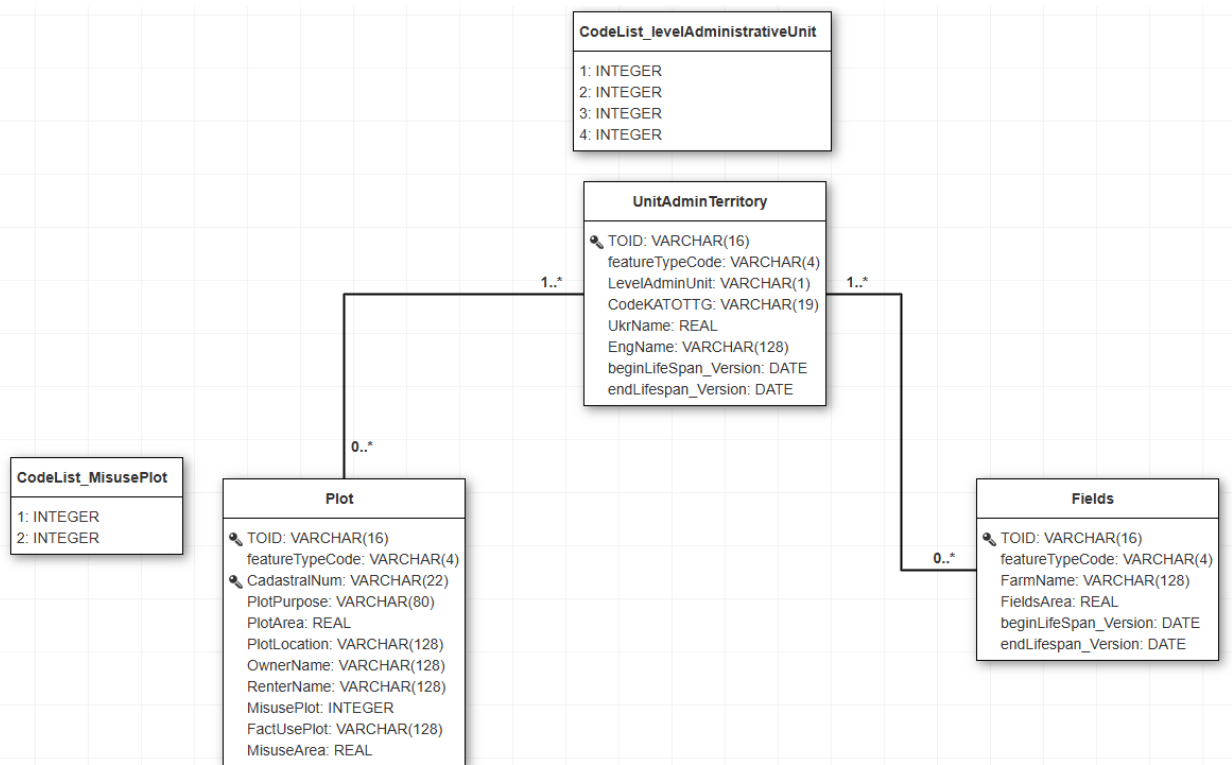 CodeList_levelAdministrativeUnit
1: INTEGER
2: INTEGER
3: INTEGER
4: INTEGER
UnitAdminTerritory
TOID: VARCHAR(16)
featureTypeCode: VARCHAR(4)
LevelAdminUnit: VARCHAR(1)
CodeKATOTTG: VARCHAR(19)
UkrName: REAL
EngName: VARCHAR(128)
beginLifeSpan_Version: DATE
endLifespan_Version: DATE
1..*
1..*
0..*
0..*
CodeList_MisusePlot
1: INTEGER
2: INTEGER
Plot
TOID: VARCHAR(16)
featureTypeCode: VARCHAR(4)
CadastralNum: VARCHAR(22)
PlotPurpose: VARCHAR(80)
PlotArea: REAL
PlotLocation: VARCHAR(128)
OwnerName: VARCHAR(128)
RenterName: VARCHAR(128)
MisusePlot: INTEGER
FactUsePlot: VARCHAR(128)
MisuseArea: REAL
Fields
TOID: VARCHAR(16)
featureTypeCode: VARCHAR(4)
FarmName: VARCHAR(128)
FieldsArea: REAL
beginLifeSpan_Version: DATE
endLifespan_Version: DATE